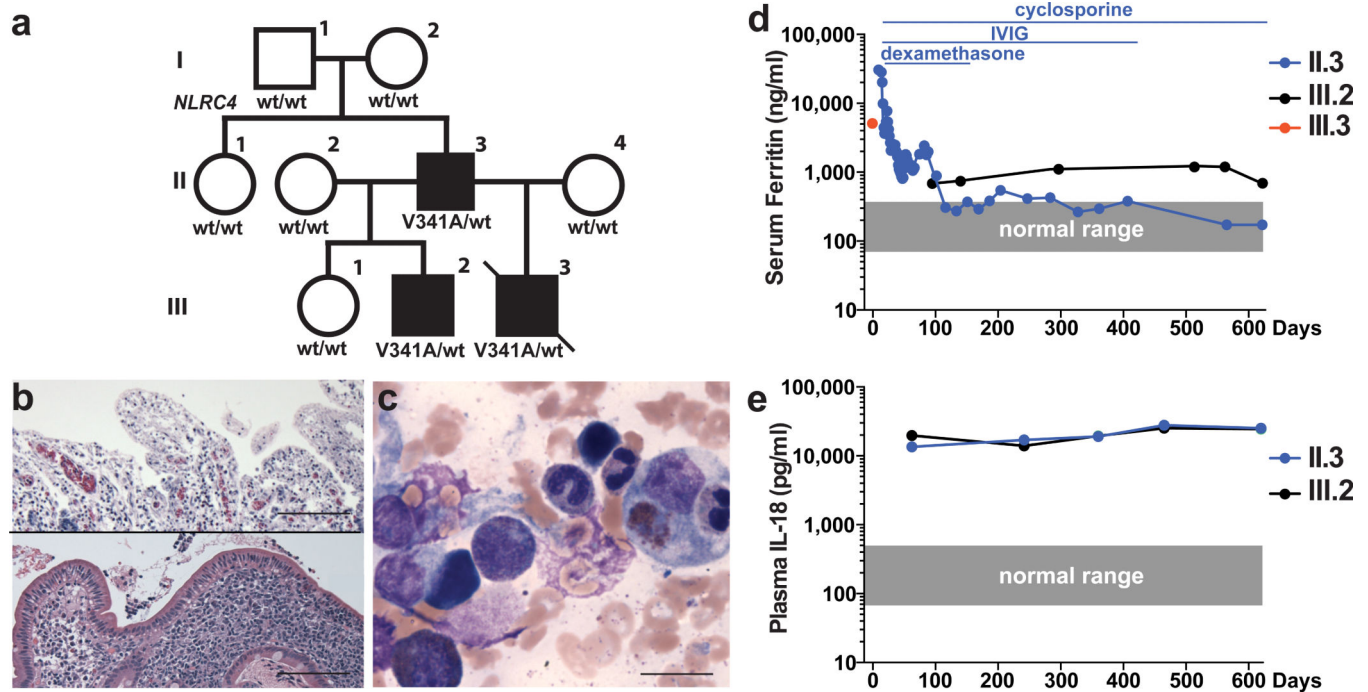 a
1
2
I
NLRC4
wt/wt
wt/wt
1
2
3
4
II
wt/wt
wt/wt
V341A/wt
wt/wt
1
2
3
III
wt/wt
V341A/wt
V341A/wt
b
c
d
cyclosporine
IVIG
dexamethasone
Serum Ferritin (ng/ml)
100,000
10,000
1,000
100
10
normal range
0 100 200 300 400 500 600 Days
II.3
III.2
III.3
e
Plasma IL-18 (pg/ml)
100,000
10,000
1,000
100
10
normal range
0 100 200 300 400 500 600 Days
II.3
III.2